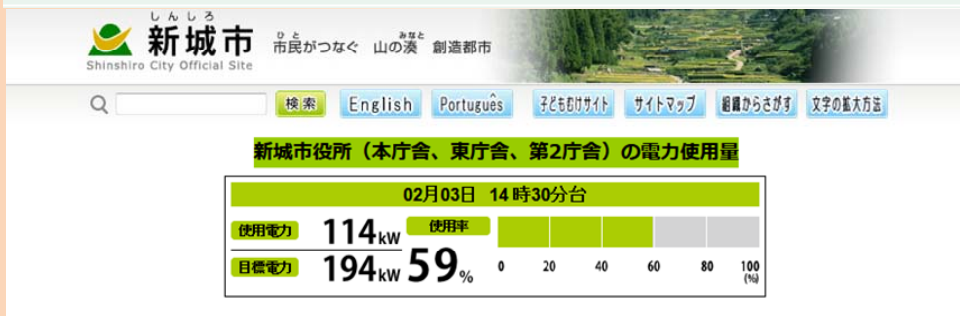 しんしろ
新城市
Shinshiro City Official Site
ひと みなと
市民がつなぐ 山の湊 創造都市
検索 English Português 子どもむけサイト サイトマップ 組織からさがす 文字の拡大方法
新城市役所（本庁舎、東庁舎、第2庁舎）の電力使用量
02月03日 14時30分台
使用電力 114kW 使用率
目標電力 194kW 59%
0 20 40 60 80 100
(%)